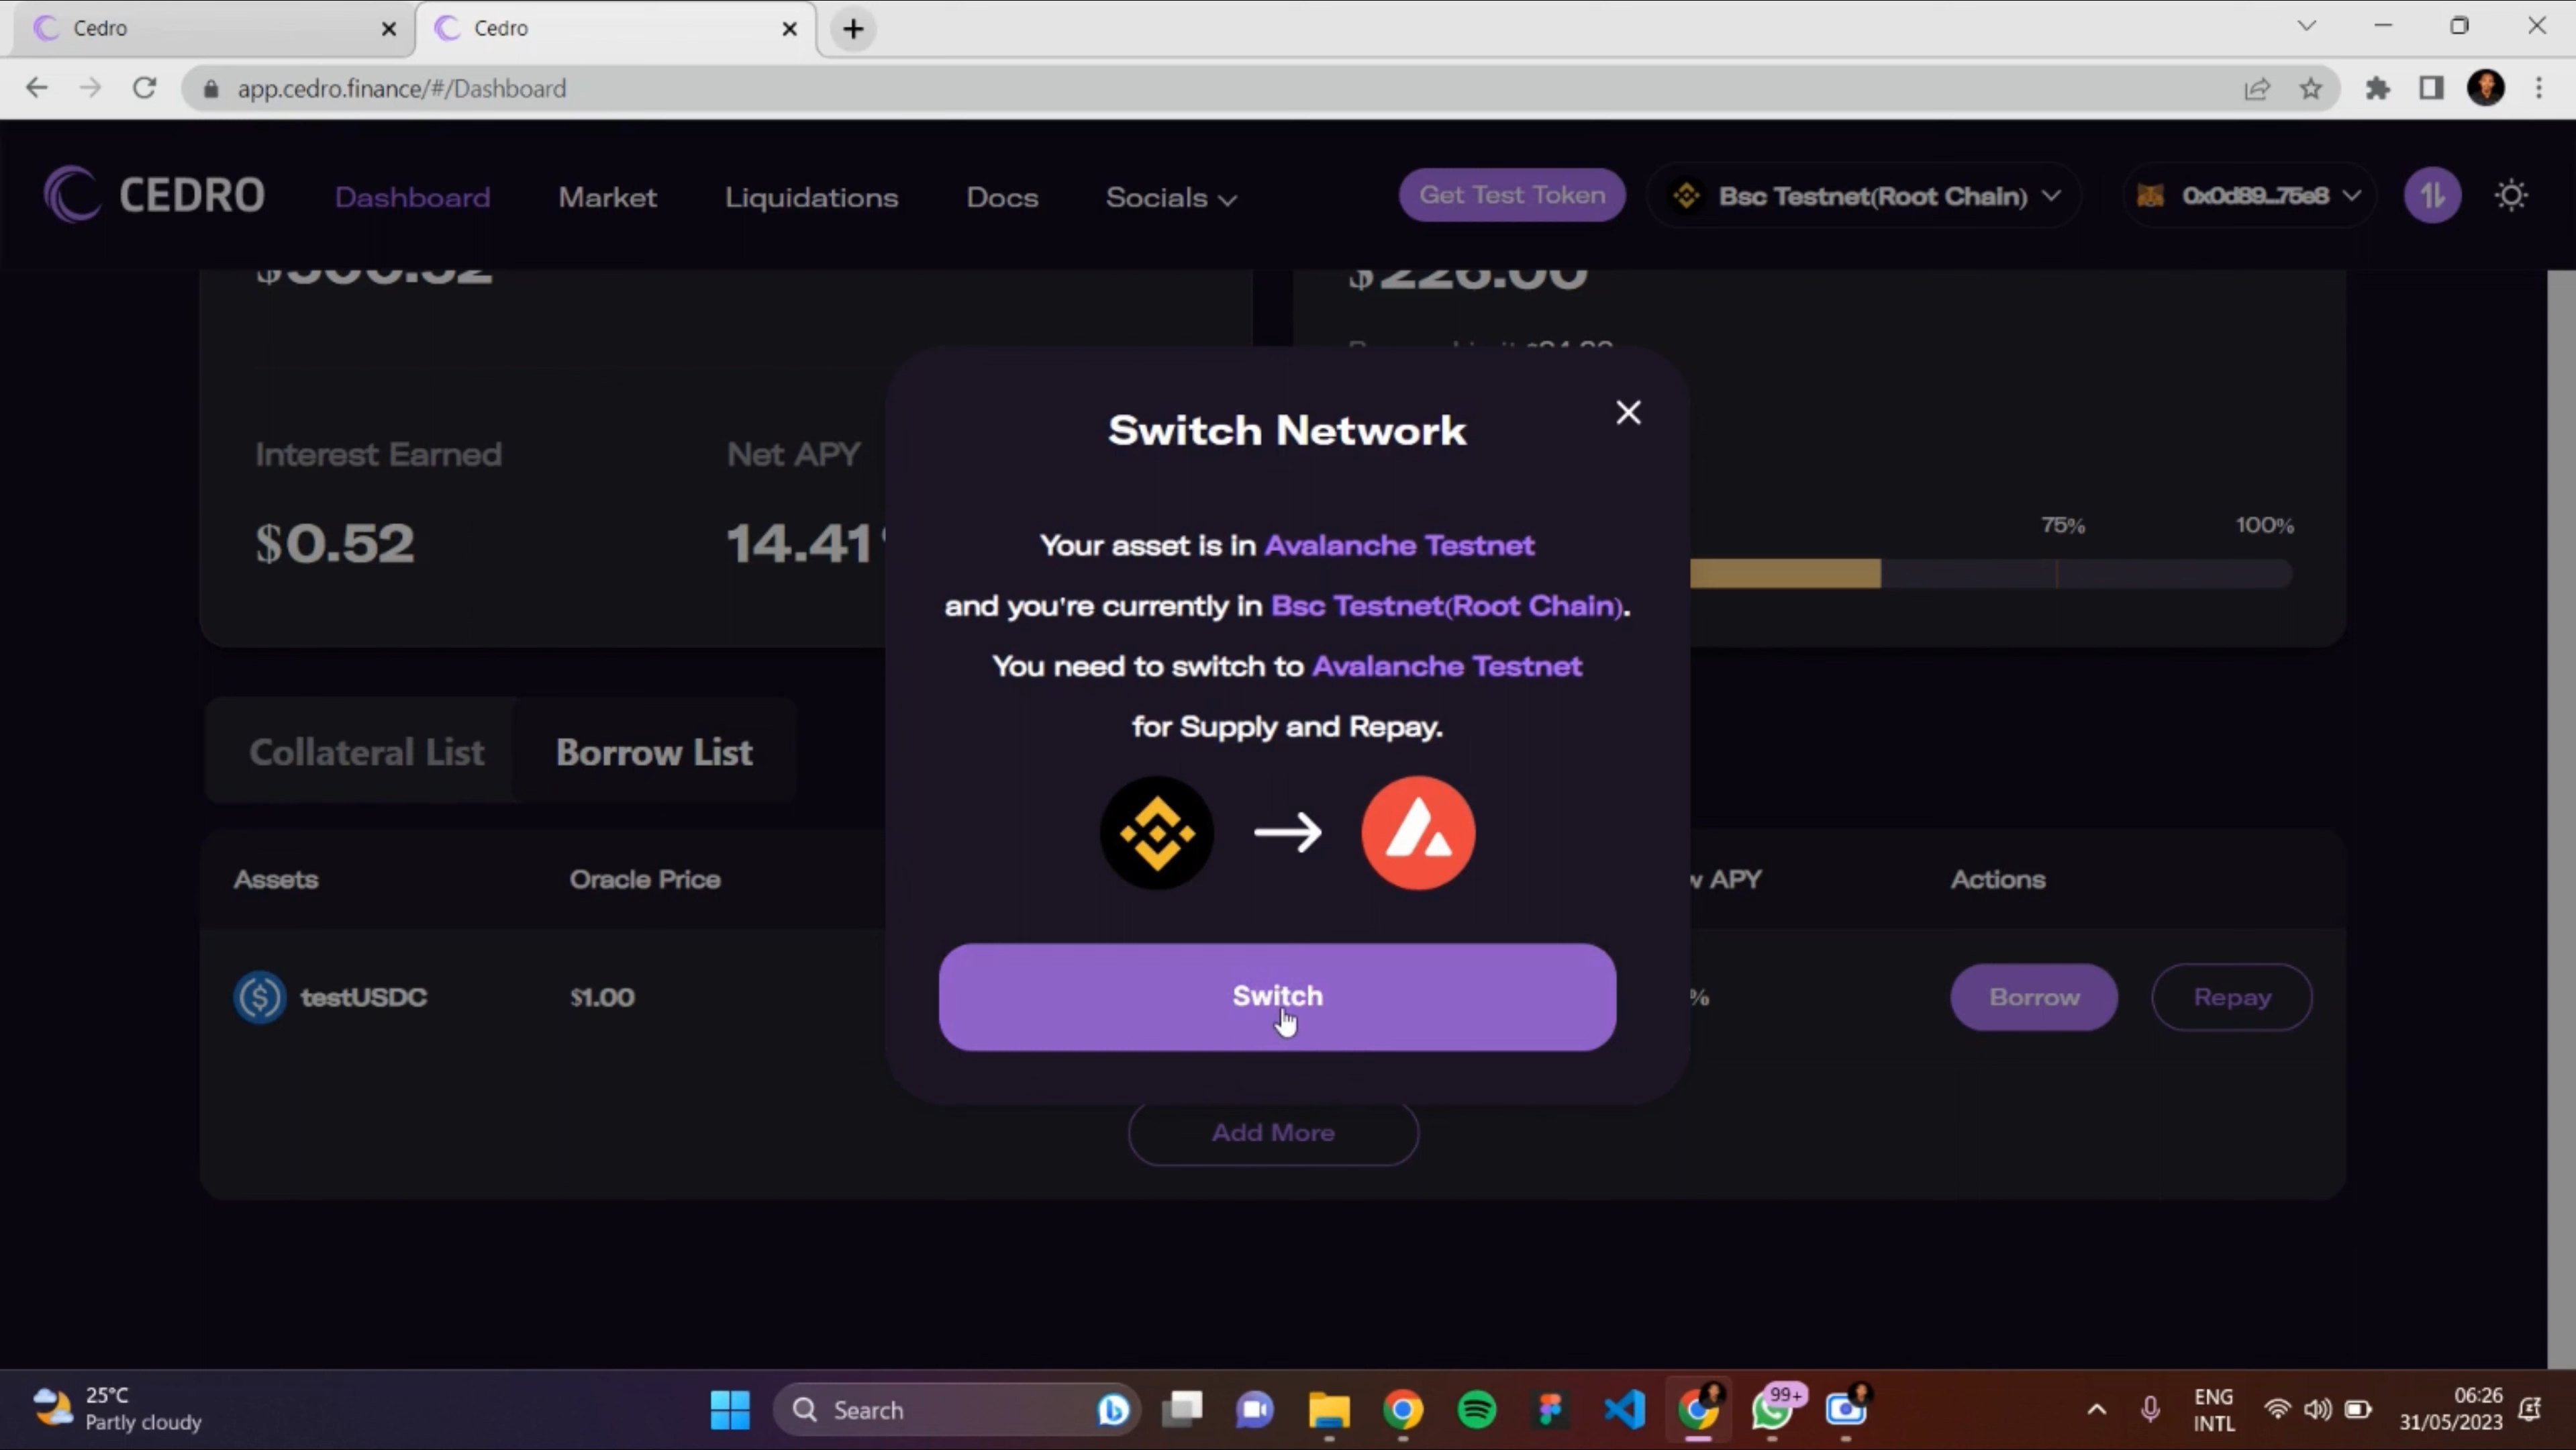 Cedro
Cedro
app.cedro.finance/#/Dashboard
CEDRO
Dashboard
Market
Liquidations
Docs
Socials
Get Test Token
Bsc Testnet(Root Chain)
0x0d89...75e8
Interest Earned
Net APY
$0.52
14.41
75%
100%
Switch Network
Your asset is in Avalanche Testnet
and you're currently in Bsc Testnet(Root Chain).
You need to switch to Avalanche Testnet
for Supply and Repay.
Switch
Collateral List
Borrow List
Assets
Oracle Price
APY
Actions
testUSDC
$1.00
%
Borrow
Repay
Add More
25°C
Partly cloudy
Search
99+
ENG
INTL
06:26
31/05/2023